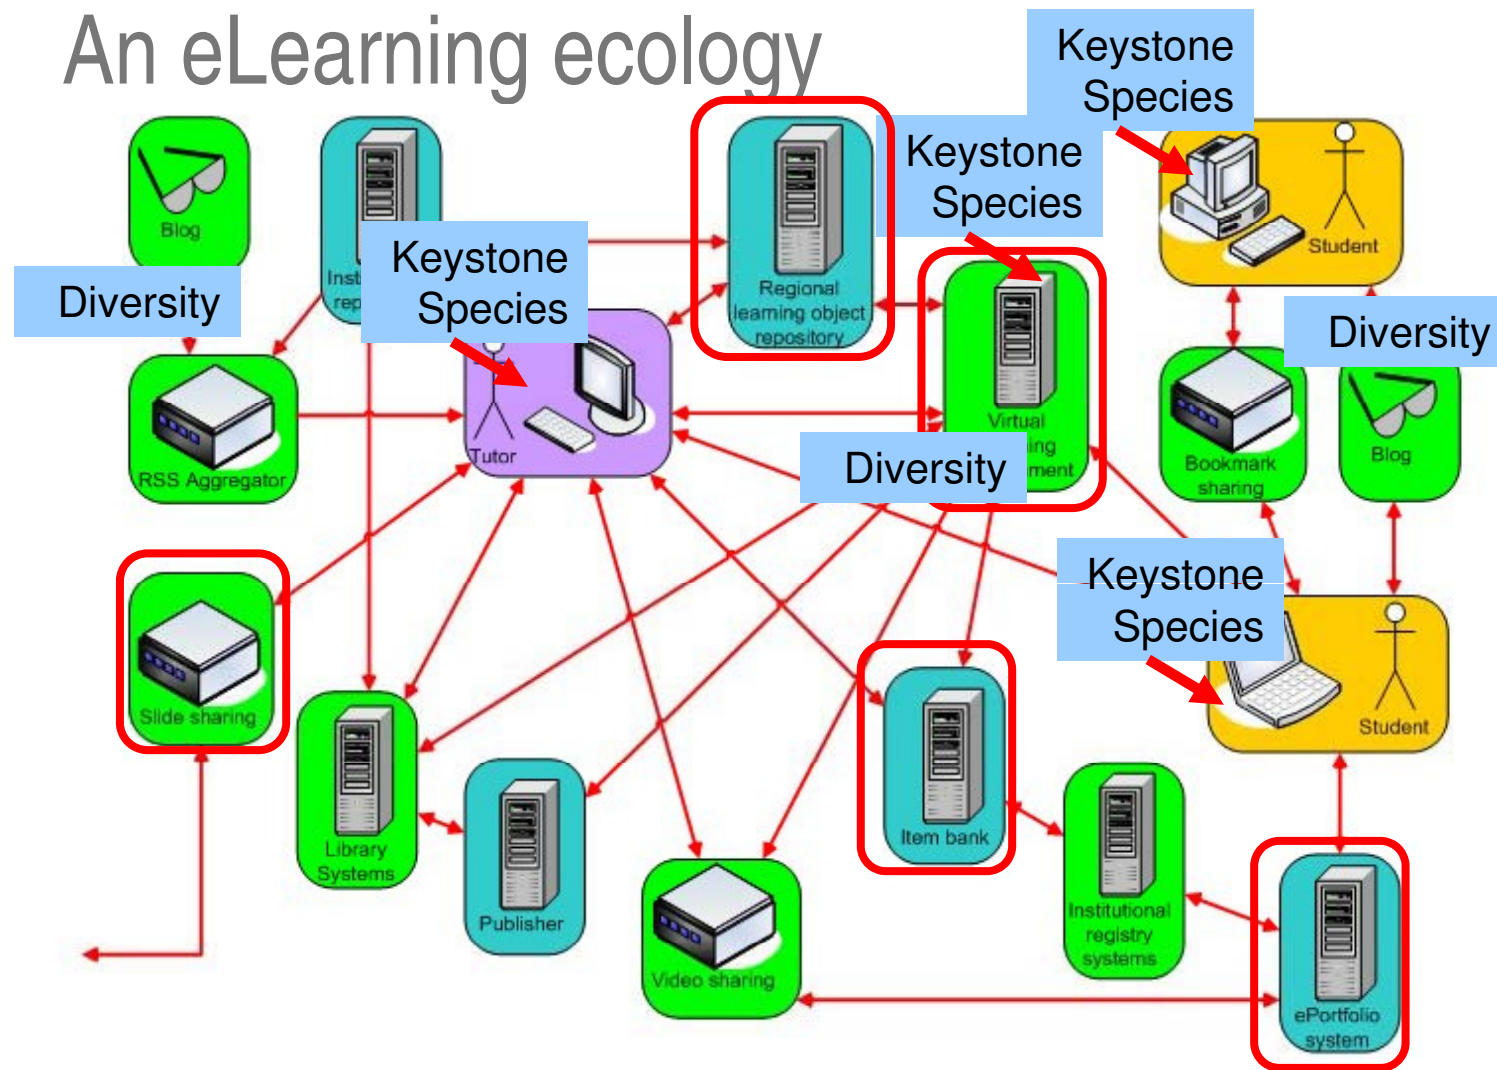 An eLearning ecology
Keystone
Species
Keystone
Species
Blog
Student
Diversity
Keystone
Species
Regional
learning object
repository
Diversity
Tutor
Virtual
RSS Aggregator
Diversity
Bookmark
sharing
Blog
Keystone
Species
Slide sharing
Student
Library
Systems
Item bank
Publisher
Institutional
registry
systems
Video sharing
ePortfolio
system